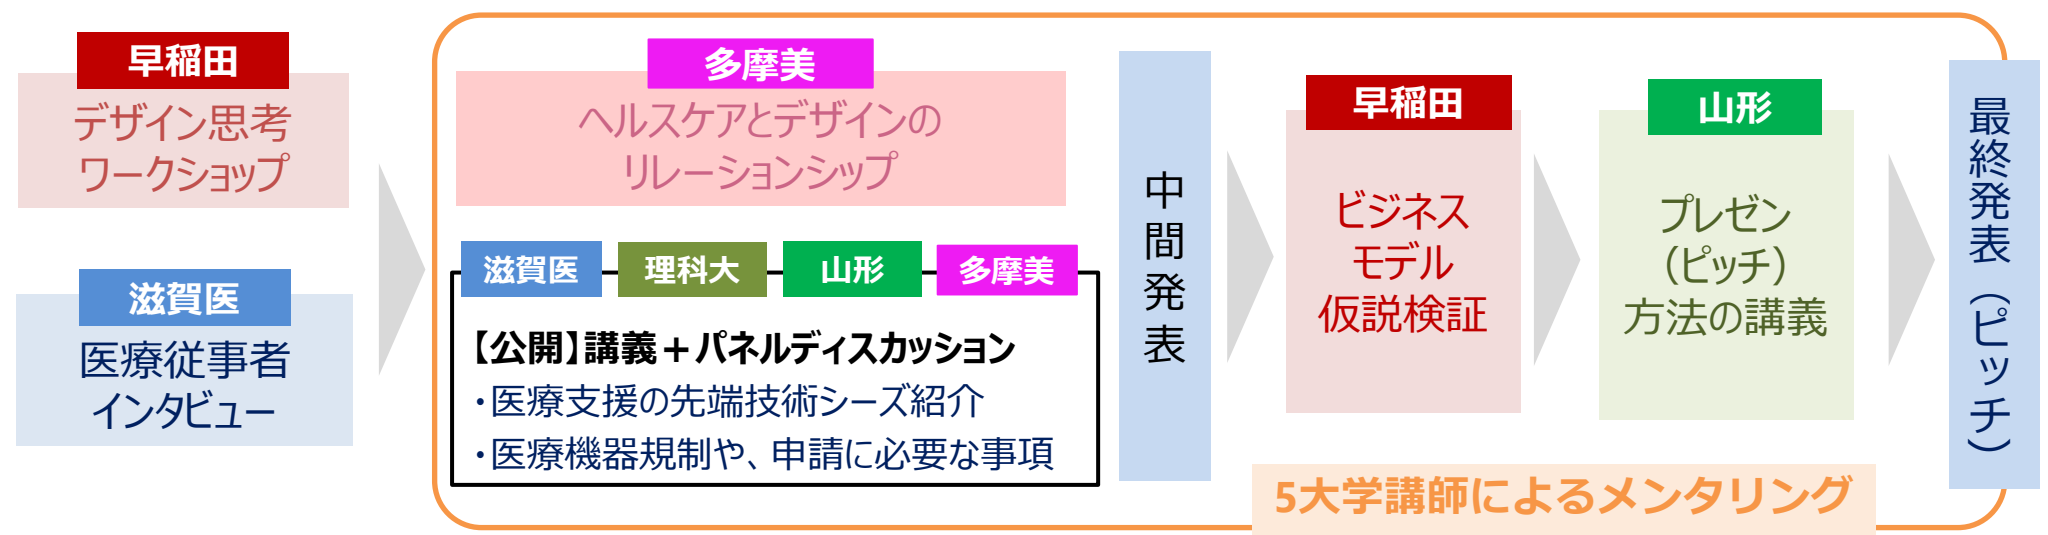 早稲田
デザイン思考
ワークショップ
滋賀医
医療従事者
インタビュー
多摩美
ヘルスケアとデザインの
リレーションシップ
滋賀医
理科大
山形
多摩美
【公開】講義＋パネルディスカッション
・医療支援の先端技術シーズ紹介
・医療機器規制や、申請に必要な事項
中間発表
早稲田
ビジネス
モデル
仮説検証
山形
プレゼン
（ピッチ）
方法の講義
最終発表（ピッチ）
5大学講師によるメンタリング